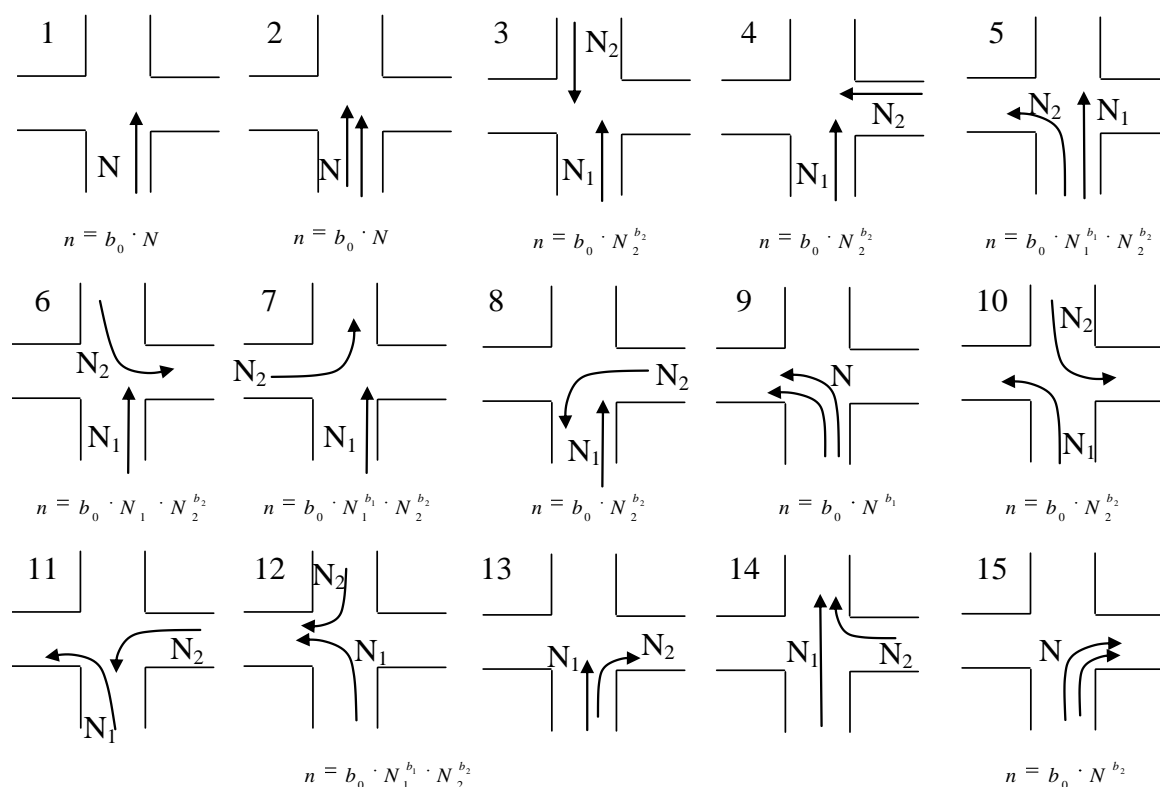 1 2 3 4 5
N₂
N₂ N₂ N₁
N N N₁ N₁
n = b₀ · N
n = b₀ · N
n = b₀ · N₂^b₂
n = b₀ · N₂^b₂
n = b₀ · N₁^b₁ · N₂^b₂
6 7 8 9 10
N₂
N₂ N₂ N₂ N
N₁ N₁ N₁ N₁
n = b₀ · N₁ · N₂^b₂
n = b₀ · N₁^b₁ · N₂^b₂
n = b₀ · N₂^b₂
n = b₀ · N^b₁
n = b₀ · N₂^b₂
11 12 13 14 15
N₂
N₂ N₁ N₁ N₂ N₁ N₂ N
N₁
n = b₀ · N₁^b₁ · N₂^b₂
n = b₀ · N^b₂